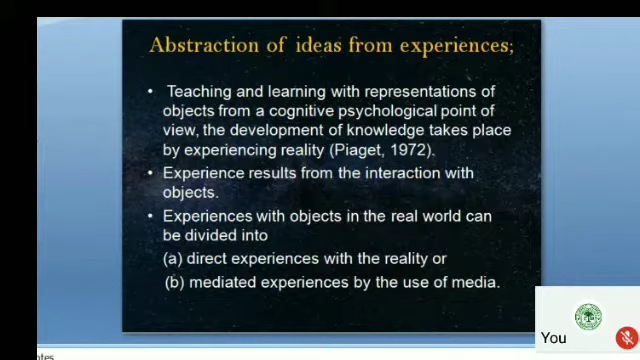 Abstraction of ideas from experiences;
• Teaching and learning with representations of
objects from a cognitive psychological point of
view, the development of knowledge takes place
by experiencing reality (Piaget, 1972).
• Experience results from the interaction with
objects.
• Experiences with objects in the real world can
be divided into
(a) direct experiences with the reality or
(b) mediated experiences by the use of media.
You